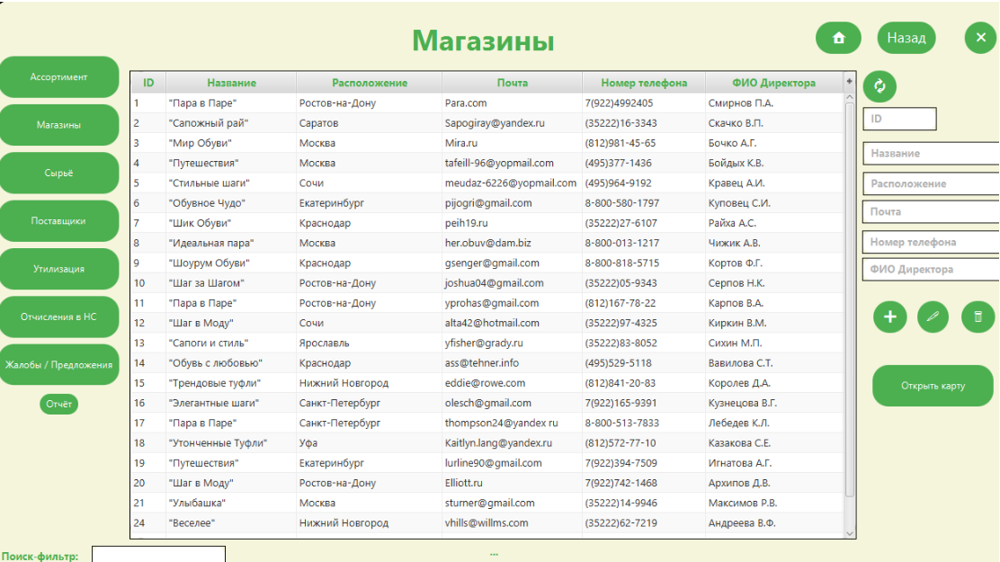 Магазины
Назад
Ассортимент
Магазины
Сырьё
Поставщики
Утилизация
Отчисления в НС
Жалобы / Предложения
Отчёт
ID Название Расположение Почта Номер телефона ФИО Директора
1 "Пара в Паре" Ростов-на-Дону Para.com 7(922)4992405 Смирнов П.А.
2 "Сапожный рай" Саратов Sapogiray@yandex.ru (35222)16-3343 Скачко В.П.
3 "Мир Обуви" Москва Mira.ru (812)981-45-65 Бочко А.Г.
4 "Путешествия" Москва tafeill-96@yopmail.com (495)377-1436 Бойдых К.В.
5 "Стильные шаги" Сочи meudaz-6226@yopmail.com (495)964-9192 Кравец А.И.
6 "Обувное Чудо" Екатеринбург pijogri@gmail.com 8-800-580-1797 Куповец С.И.
7 "Шик Обуви" Краснодар peih19.ru (35222)27-6107 Райха А.С.
8 "Идеальная пара" Москва her.obuv@dam.biz 8-800-013-1217 Чижик А.В.
9 "Шоурум Обуви" Краснодар gsenger@gmail.com 8-800-818-5715 Кортов Ф.Г.
10 "Шаг за Шагом" Ростов-на-Дону joshua04@gmail.com (35222)05-9343 Серпов Н.К.
11 "Пара в Паре" Ростов-на-Дону yprohas@gmail.com (812)167-78-22 Карпов В.А.
12 "Шаг в Моду" Сочи alta42@hotmail.com (35222)97-4325 Киркин В.М.
13 "Сапоги и стиль" Ярославль yfisher@grady.ru (35222)83-8052 Сихин М.П.
14 "Обувь с любовью" Краснодар ass@tehner.info (495)529-5118 Вавилова С.Т.
15 "Трендовые туфли" Нижний Новгород eddie@rowe.com (812)841-20-83 Королев Д.А.
16 "Элегантные шаги" Санкт-Петербург olesch@gmail.com 7(922)165-9391 Кузнецова В.Г.
17 "Пара в Паре" Санкт-Петербург thompson24@yandex ru 8-800-513-7833 Лебедев К.Л.
18 "Утонченные Туфли" Уфа Kaitlyn.lang@yandex.ru (812)572-77-10 Казакова С.Е.
19 "Путешествия" Екатеринбург lurline90@gmail.com 7(922)394-7509 Игнатова А.Г.
20 "Шаг в Моду" Ростов-на-Дону Elliott.ru 7(922)742-1468 Архипов Д.В.
21 "Улыбашка" Москва sturner@gmail.com (35222)14-9946 Максимов Р.В.
24 "Веселее" Нижний Новгород vhills@willms.com (35222)62-7219 Андреева В.Ф.
ID
Название
Расположение
Почта
Номер телефона
ФИО Директора
Открыть карту
Поиск-фильтр:
...